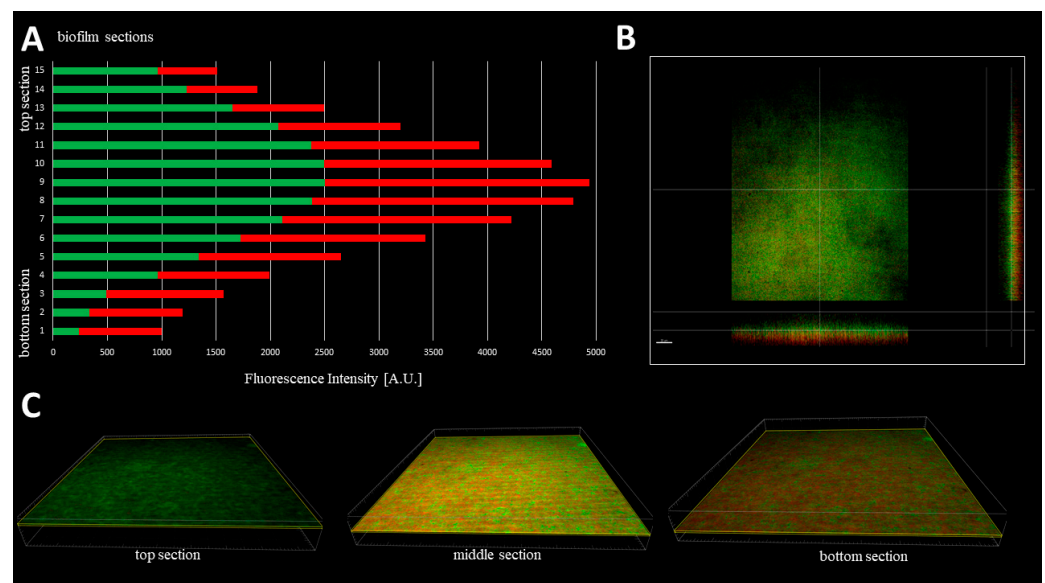 A
biofilm sections
B
top section
bottom section
15
14
13
12
11
10
9
8
7
6
5
4
3
2
1
0 500 1000 1500 2000 2500 3000 3500 4000 4500 5000
Fluorescence Intensity [A.U.]
C
top section
middle section
bottom section